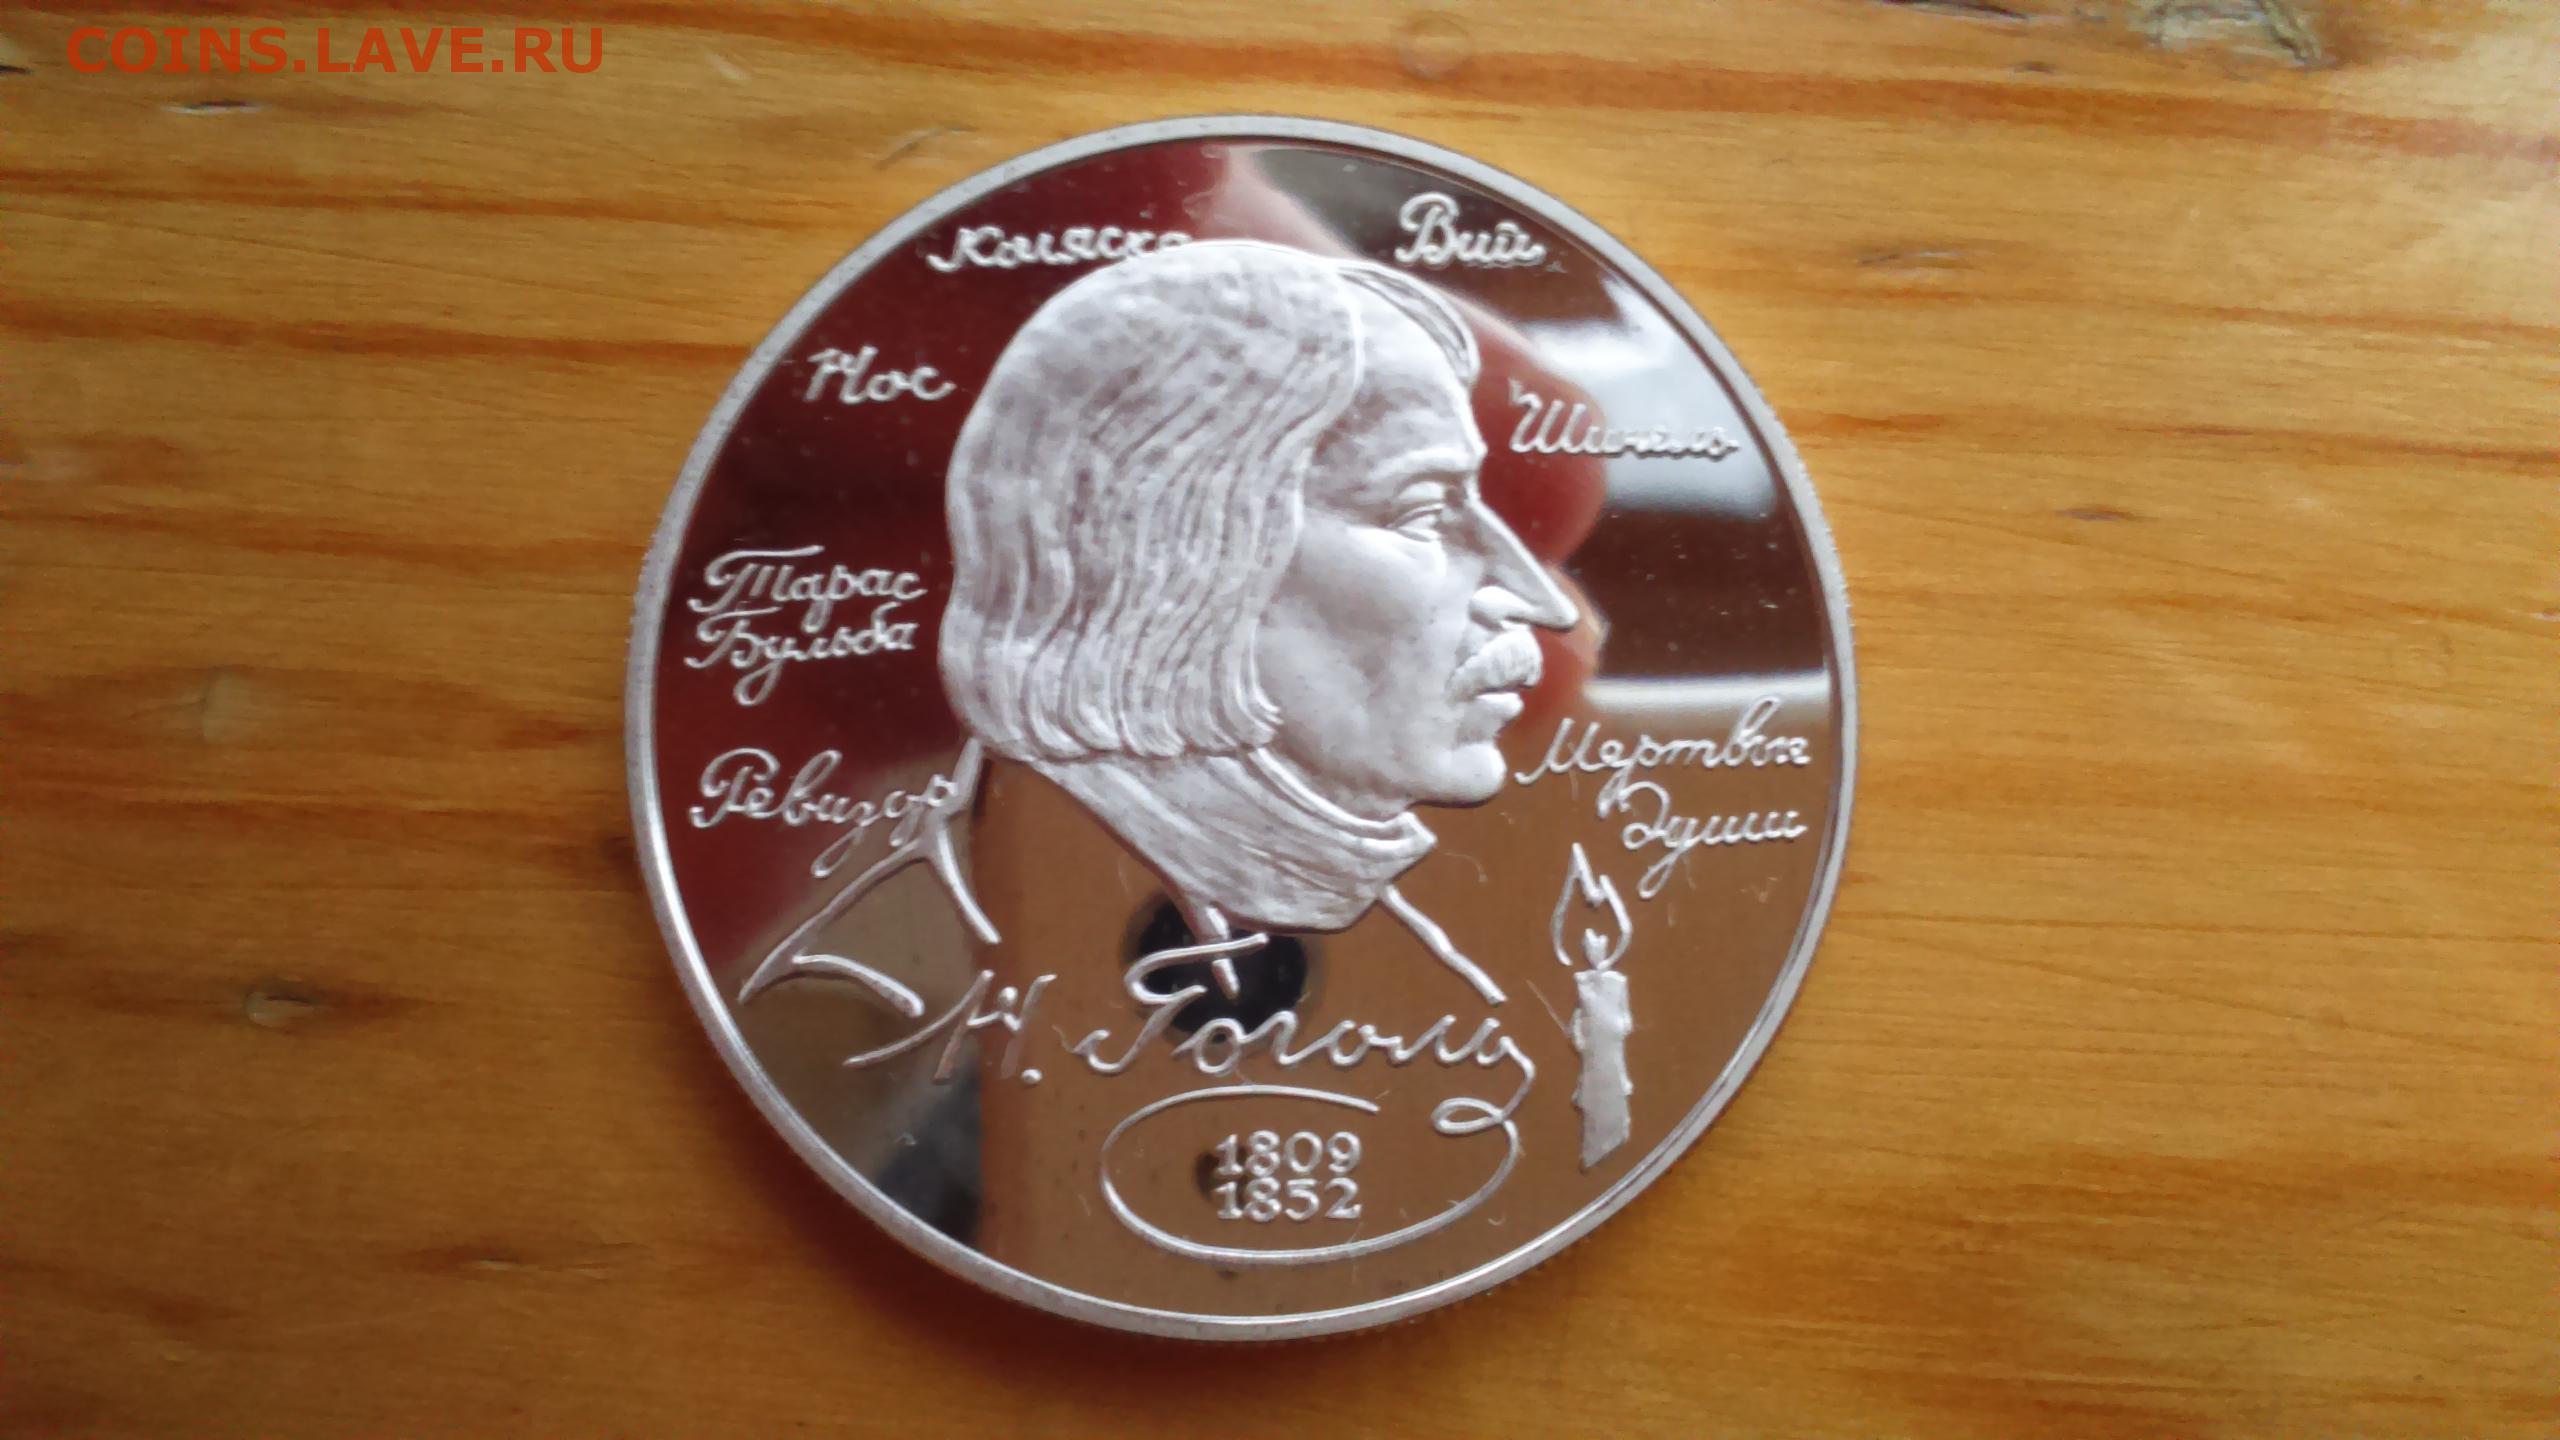 COINS.LAVE.RU
Коляска
Вий
Нос
Шинель
Тарас
Бульба
Мертвые
души
Ревизор
Н. Гоголь
1809
1852